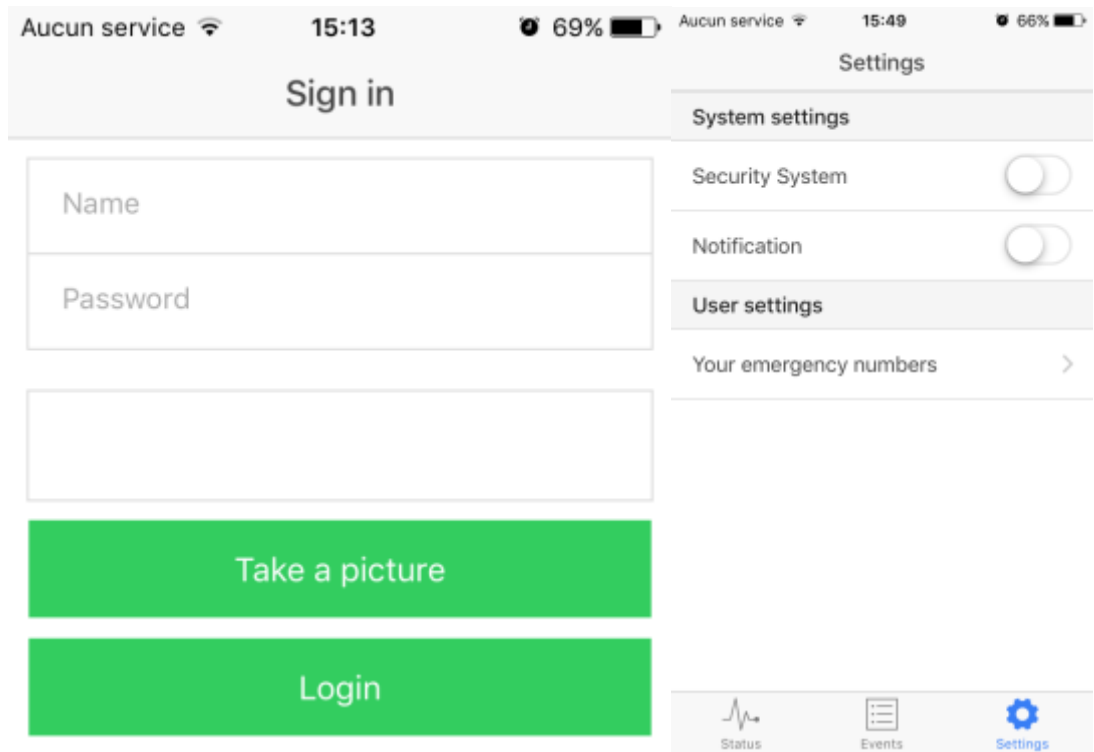 Aucun service 15:13 69%
Sign in
Name
Password
Take a picture
Login
Aucun service 15:49 66%
Settings
System settings
Security System
Notification
User settings
Your emergency numbers
Status Events Settings